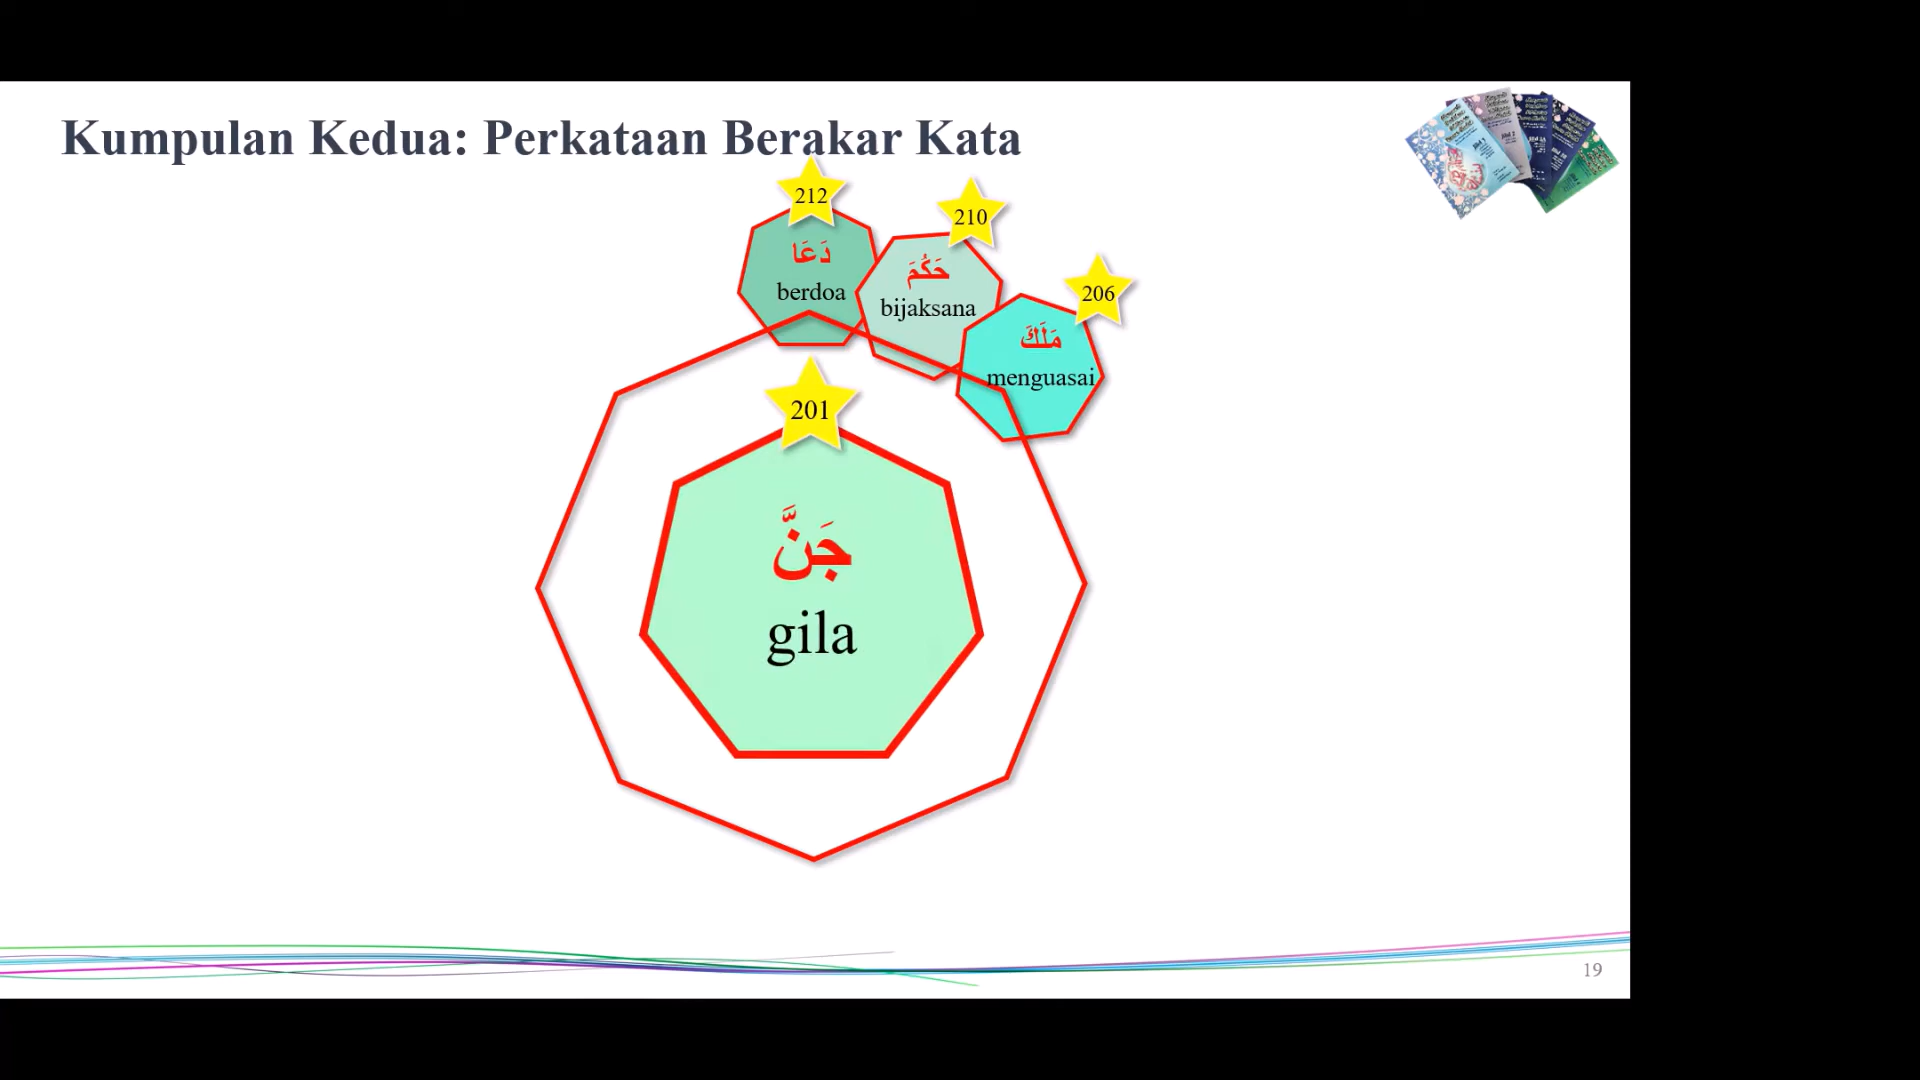 Kumpulan Kedua: Perkataan Berakar Kata
212
دَعَا
berdoa
210
حَكُمَ
bijaksana
206
مَلَكَ
menguasai
201
جَنَّ
gila
19